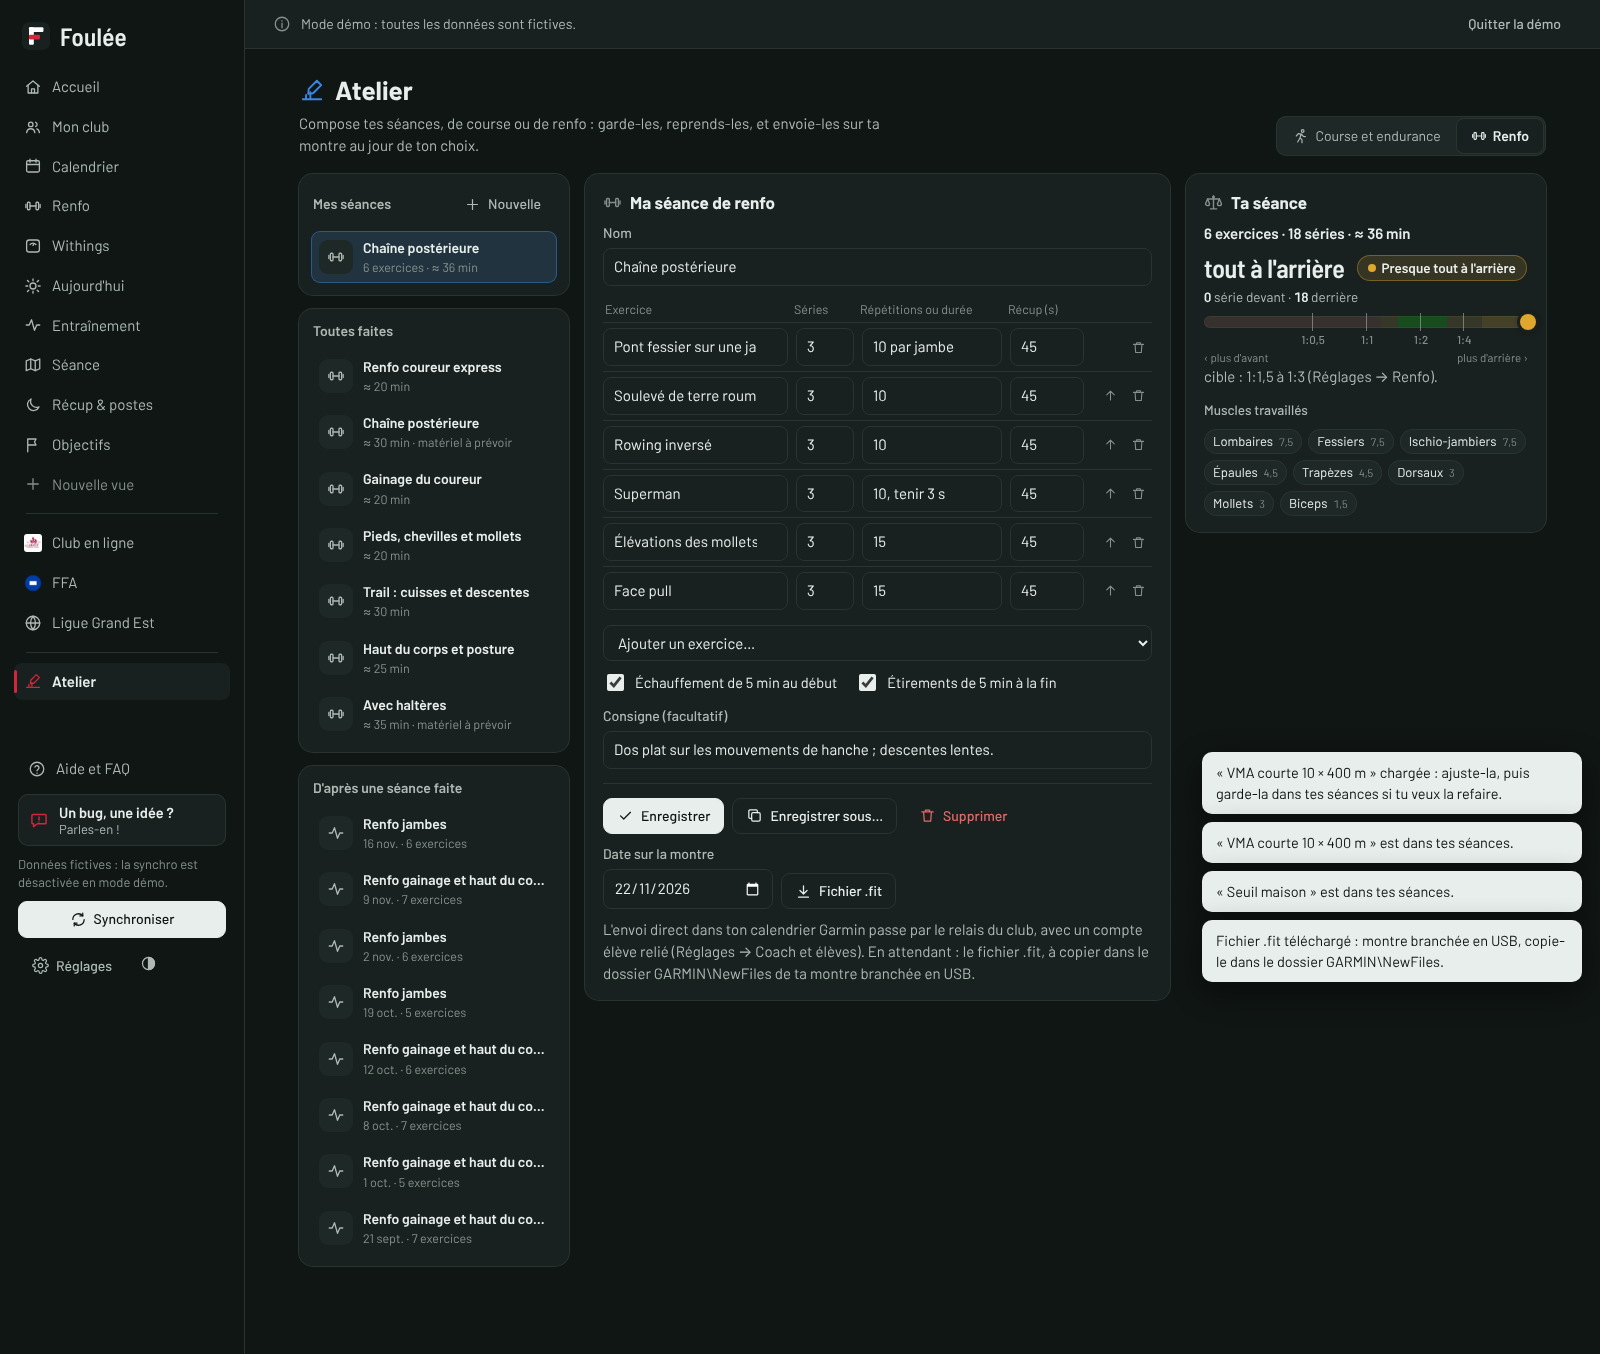 Foulée
Accueil
Mon club
Calendrier
Renfo
Withings
Aujourd'hui
Entraînement
Séance
Récup & postes
Objectifs
Nouvelle vue
Club en ligne
FFA
Ligue Grand Est
Atelier
Aide et FAQ
Un bug, une idée ?
Parles-en !
Données fictives : la synchro est
désactivée en mode démo.
Synchroniser
Réglages
Mode démo : toutes les données sont fictives.
Quitter la démo
Atelier
Compose tes séances, de course ou de renfo : garde-les, reprends-les, et envoie-les sur ta
montre au jour de ton choix.
Course et endurance
Renfo
Mes séances
Nouvelle
Chaîne postérieure
6 exercices · ≈ 36 min
Toutes faites
Renfo coureur express
≈ 20 min
Chaîne postérieure
≈ 30 min · matériel à prévoir
Gainage du coureur
≈ 20 min
Pieds, chevilles et mollets
≈ 20 min
Trail : cuisses et descentes
≈ 30 min
Haut du corps et posture
≈ 25 min
Avec haltères
≈ 35 min · matériel à prévoir
D'après une séance faite
Renfo jambes
16 nov. · 6 exercices
Renfo gainage et haut du co...
9 nov. · 7 exercices
Renfo jambes
2 nov. · 6 exercices
Renfo jambes
19 oct. · 5 exercices
Renfo gainage et haut du co...
12 oct. · 6 exercices
Renfo gainage et haut du co...
8 oct. · 7 exercices
Renfo gainage et haut du co...
1 oct. · 5 exercices
Renfo gainage et haut du co...
21 sept. · 7 exercices
Ma séance de renfo
Nom
Chaîne postérieure
Exercice Séries Répétitions ou durée Récup (s)
Pont fessier sur une ja 3 10 par jambe 45
Soulevé de terre roum 3 10 45
Rowing inversé 3 10 45
Superman 3 10, tenir 3 s 45
Élévations des mollets 3 15 45
Face pull 3 15 45
Ajouter un exercice...
Échauffement de 5 min au début
Étirements de 5 min à la fin
Consigne (facultatif)
Dos plat sur les mouvements de hanche ; descentes lentes.
Enregistrer
Enregistrer sous...
Supprimer
Date sur la montre
22/11/2026
Fichier .fit
L'envoi direct dans ton calendrier Garmin passe par le relais du club, avec un compte
élève relié (Réglages → Coach et élèves). En attendant : le fichier .fit, à copier dans le
dossier GARMIN\NewFiles de ta montre branchée en USB.
Ta séance
6 exercices · 18 séries · ≈ 36 min
tout à l'arrière
Presque tout à l'arrière
0 série devant · 18 derrière
1:0,5 1:1 1:2 1:4
‹ plus d'avant
plus d'arrière ›
cible : 1:1,5 à 1:3 (Réglages → Renfo).
Muscles travaillés
Lombaires 7,5 Fessiers 7,5 Ischio-jambiers 7,5
Épaules 4,5 Trapèzes 4,5 Dorsaux 3
Mollets 3 Biceps 1,5
« VMA courte 10 × 400 m » chargée : ajuste-la, puis
garde-la dans tes séances si tu veux la refaire.
« VMA courte 10 × 400 m » est dans tes séances.
« Seuil maison » est dans tes séances.
Fichier .fit téléchargé : montre branchée en USB, copie-
le dans le dossier GARMIN\NewFiles.